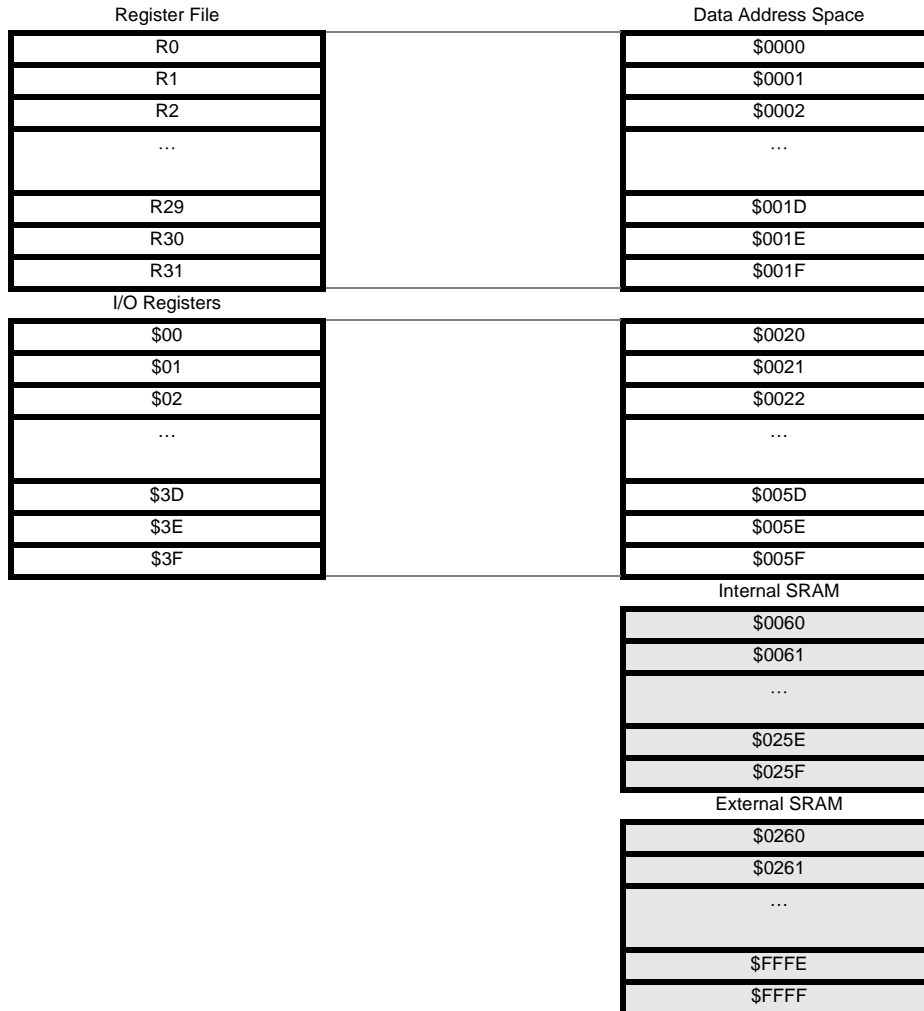 Register File Data Address Space
R0 $0000
R1 $0001
R2 $0002
… …
R29 $001D
R30 $001E
R31 $001F
I/O Registers
$00 $0020
$01 $0021
$02 $0022
… …
$3D $005D
$3E $005E
$3F $005F
Internal SRAM
$0060
$0061
…
$025E
$025F
External SRAM
$0260
$0261
…
$FFFE
$FFFF